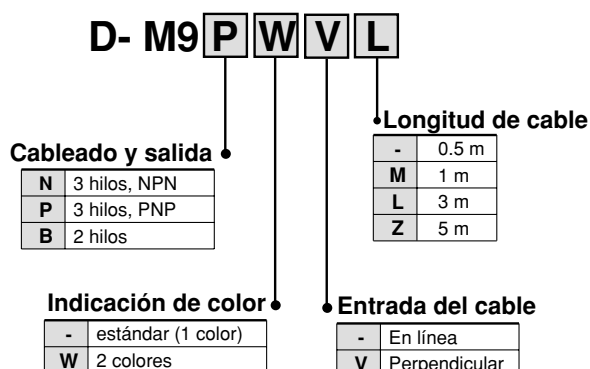 D- M9 P W V L
Longitud de cable
- 0.5 m
M 1 m
L 3 m
Z 5 m
Cableado y salida
N 3 hilos, NPN
P 3 hilos, PNP
B 2 hilos
Indicación de color
- estándar (1 color)
W 2 colores
Entrada del cable
- En línea
V Perpendicular